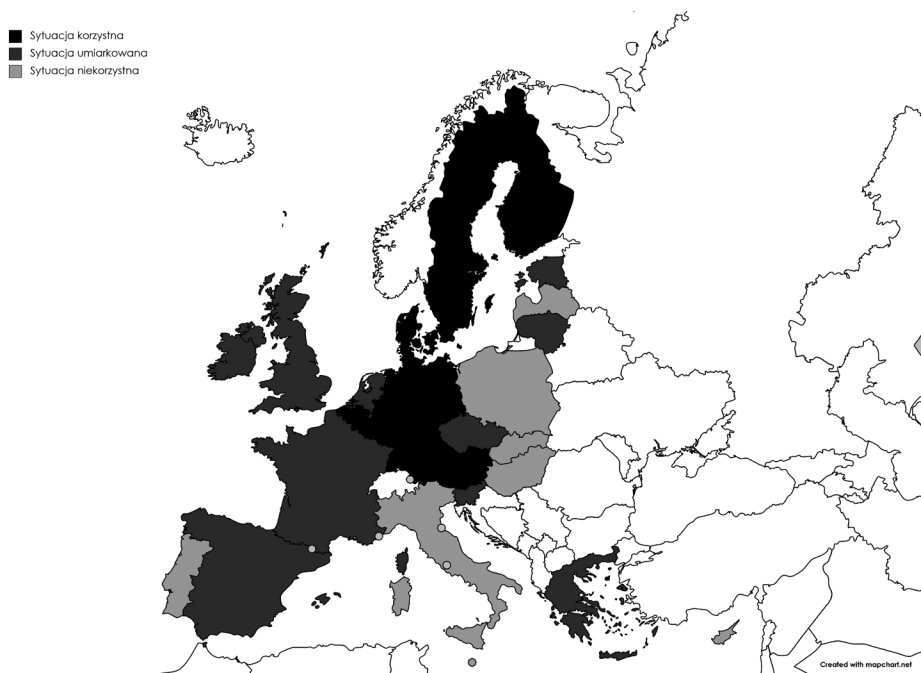 Sytuacja korzystna
Sytuacja umiarkowana
Sytuacja niekorzystna
Created with mapchart.net